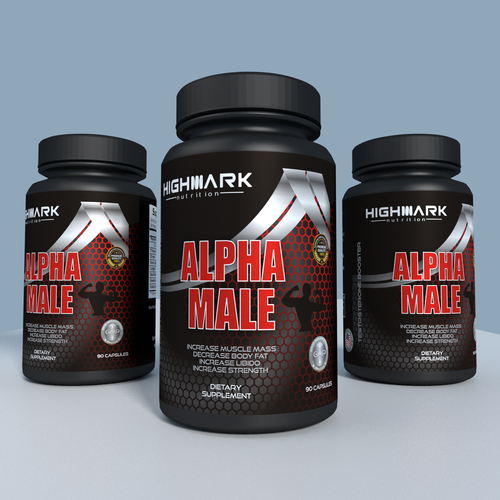 HIGHMARK
nutrition
ALPHA
MALE
INCREASE MUSCLE MASS
DECREASE BODY FAT
INCREASE LIBIDO
INCREASE STRENGTH
DIETARY
SUPPLEMENT
90 CAPSULES
HIGHMARK
nutrition
ALPHA
MALE
INCREASE MUSCLE MASS
DECREASE BODY FAT
INCREASE LIBIDO
INCREASE STRENGTH
DIETARY
SUPPLEMENT
90 CAPSULES
HIGHMARK
nutrition
TESTOSTERONE BOOSTER
ALPHA
MALE
INCREASE MUSCLE MASS
DECREASE BODY FAT
INCREASE LIBIDO
INCREASE STRENGTH
DIETARY
SUPPLEMENT
90 CAPSULES